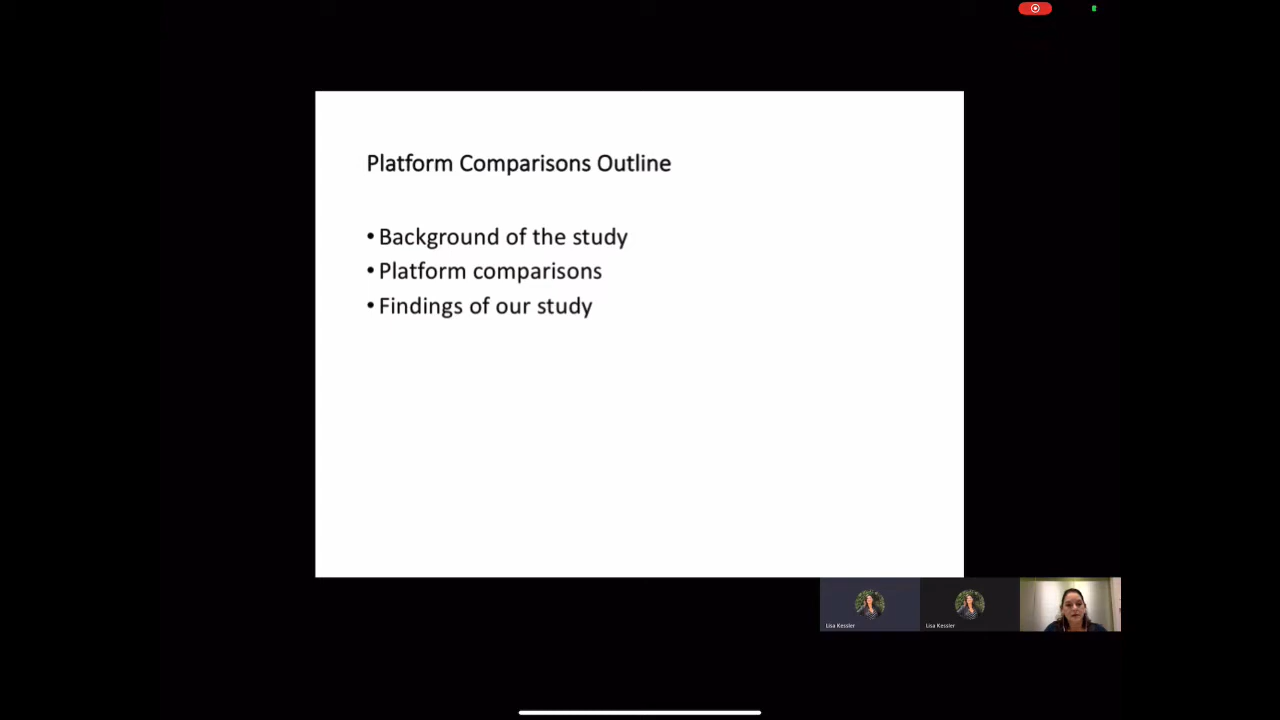 Platform Comparisons Outline
• Background of the study
• Platform comparisons
• Findings of our study
Lisa Kessler
Lisa Kessler